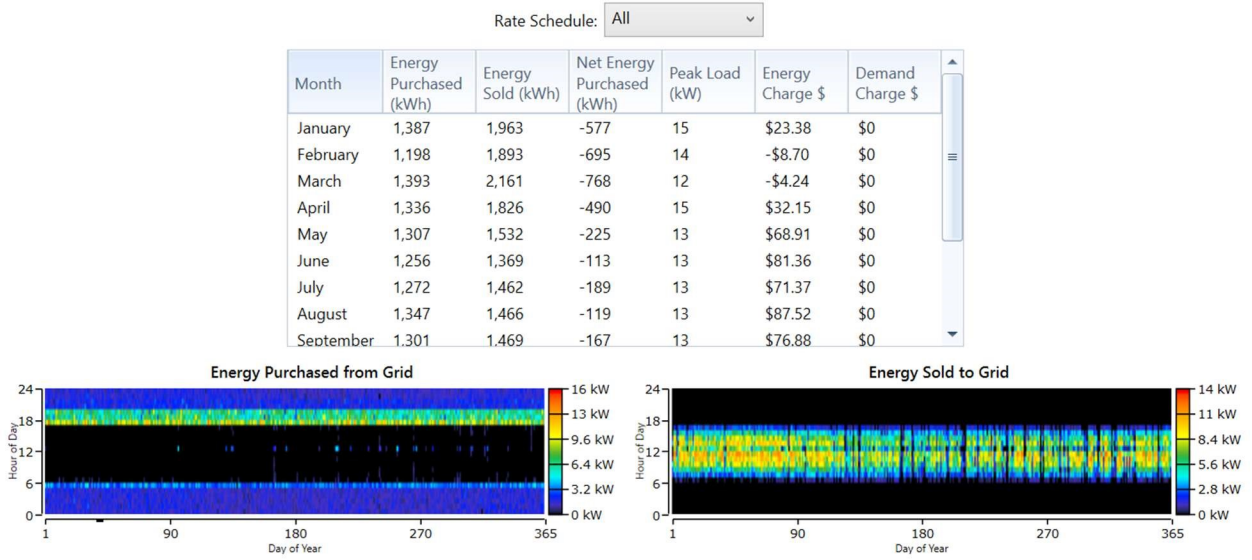 Rate Schedule: All
Month Energy Purchased (kWh) Energy Sold (kWh) Net Energy Purchased (kWh) Peak Load (kW) Energy Charge $ Demand Charge $
January 1,387 1,963 -577 15 $23.38 $0
February 1,198 1,893 -695 14 -$8.70 $0
March 1,393 2,161 -768 12 -$4.24 $0
April 1,336 1,826 -490 15 $32.15 $0
May 1,307 1,532 -225 13 $68.91 $0
June 1,256 1,369 -113 13 $81.36 $0
July 1,272 1,462 -189 13 $71.37 $0
August 1,347 1,466 -119 13 $87.52 $0
September 1,301 1,469 -167 13 $76.88 $0
Energy Purchased from Grid
24
18
12
6
0
Hour of Day
1 90 180 270 365
Day of Year
16 kW
13 kW
9.6 kW
6.4 kW
3.2 kW
0 kW
Energy Sold to Grid
24
18
12
6
0
Hour of Day
1 90 180 270 365
Day of Year
14 kW
11 kW
8.4 kW
5.6 kW
2.8 kW
0 kW